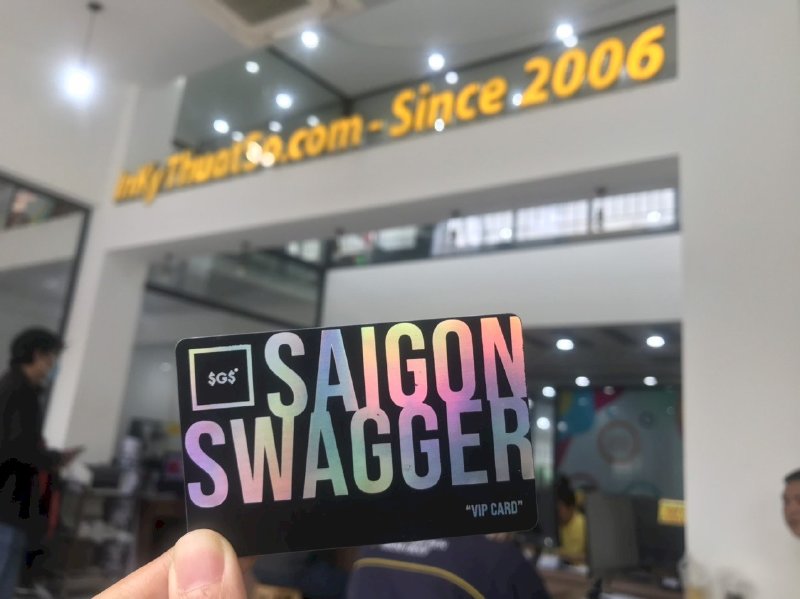 InKyThuatSo.com - Since 2006
$G$
SAIGON
SWAGGER
"VIP CARD"